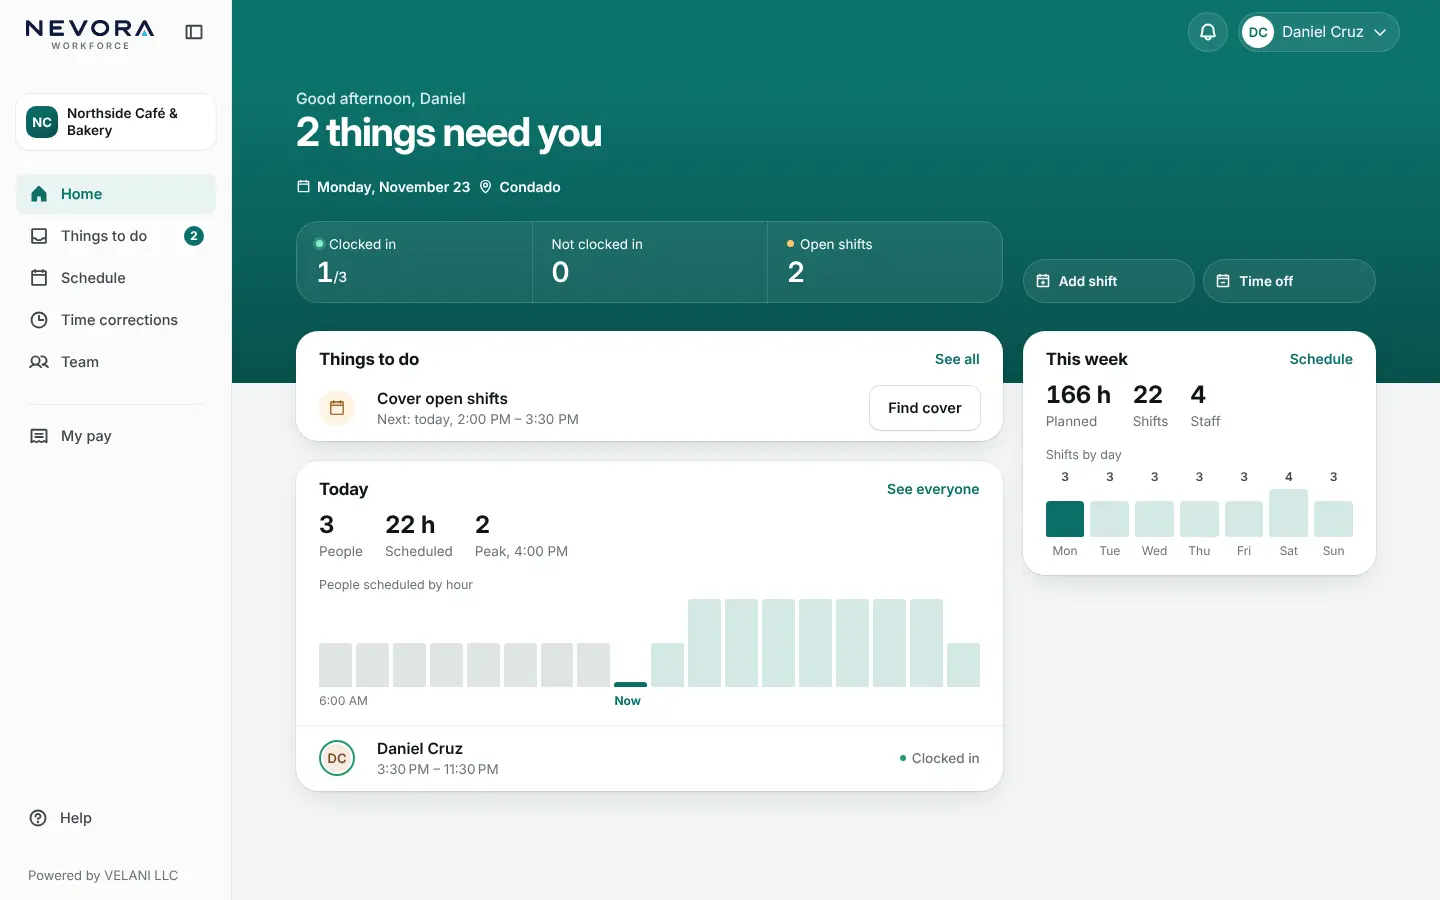 NEVORA
WORKFORCE
NC
Northside Café &
Bakery
Home
Things to do
2
Schedule
Time corrections
Team
My pay
Help
Powered by VELANI LLC
DC
Daniel Cruz
Good afternoon, Daniel
2 things need you
Monday, November 23
Condado
Clocked in
1/3
Not clocked in
0
Open shifts
2
Add shift
Time off
Things to do
See all
Cover open shifts
Next: today, 2:00 PM – 3:30 PM
Find cover
Today
See everyone
3
People
22 h
Scheduled
2
Peak, 4:00 PM
People scheduled by hour
6:00 AM
Now
DC
Daniel Cruz
3:30 PM – 11:30 PM
Clocked in
This week
Schedule
166 h
Planned
22
Shifts
4
Staff
Shifts by day
3 3 3 3 3 4 3
Mon Tue Wed Thu Fri Sat Sun